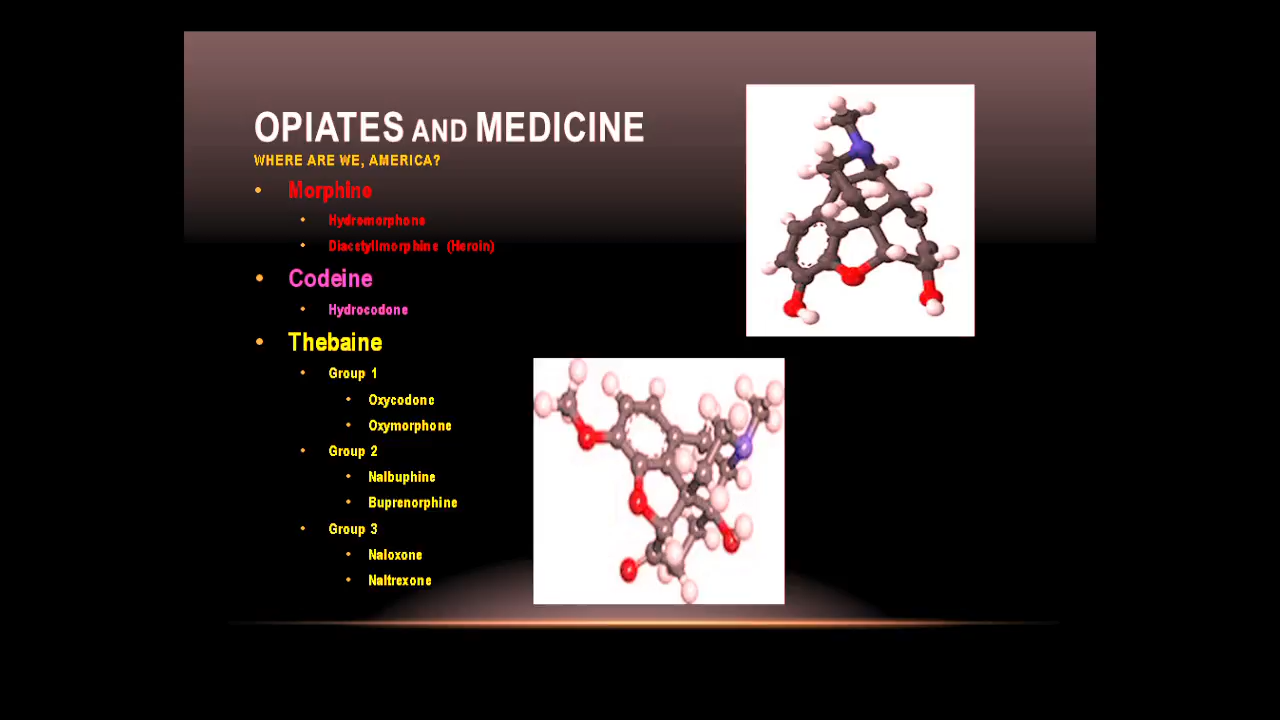 OPIATES AND MEDICINE
WHERE ARE WE, AMERICA?
• Morphine
• Hydromorphone
• Diacetyllmorphine (Heroin)
• Codeine
• Hydrocodone
• Thebaine
• Group 1
• Oxycodone
• Oxymorphone
• Group 2
• Nalbuphine
• Buprenorphine
• Group 3
• Naloxone
• Naltrexone